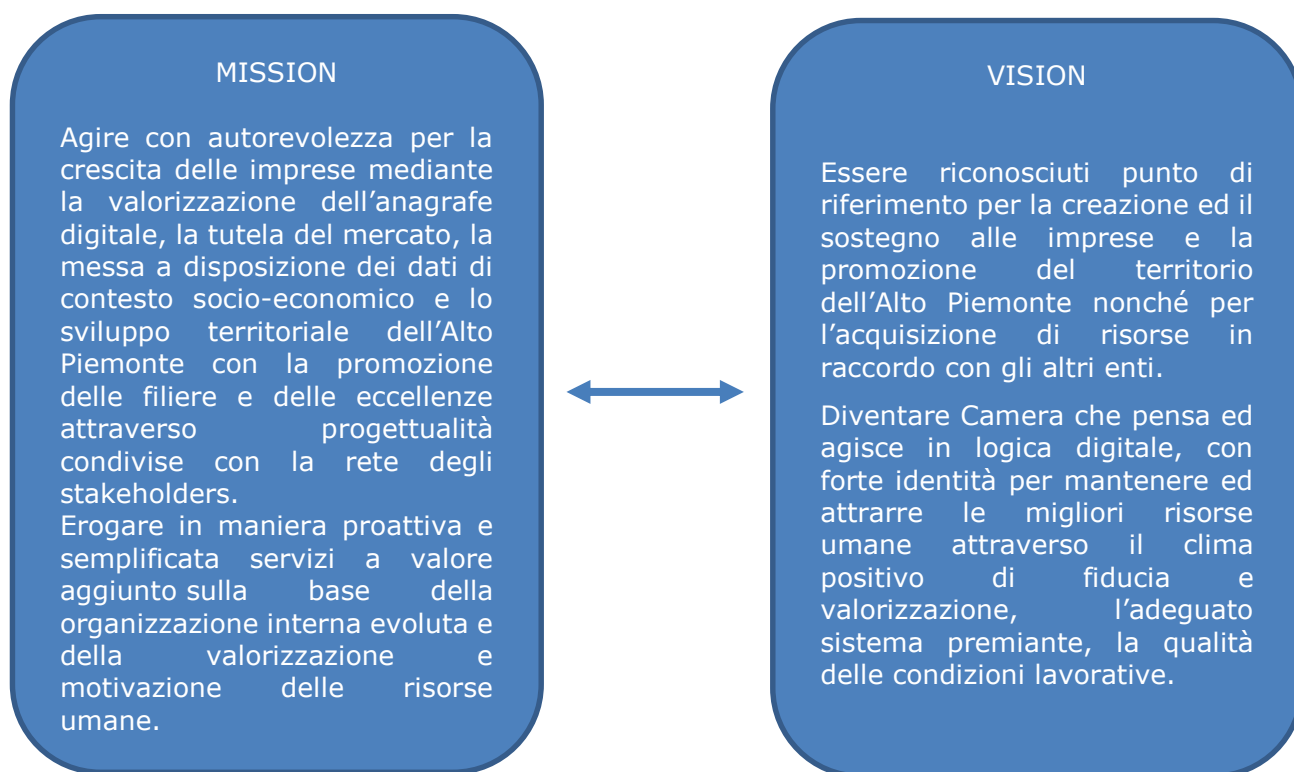 MISSION
Agire con autorevolezza per la
crescita delle imprese mediante
la valorizzazione dell’anagrafe
digitale, la tutela del mercato, la
messa a disposizione dei dati di
contesto socio-economico e lo
sviluppo territoriale dell’Alto
Piemonte con la promozione
delle filiere e delle eccellenze
attraverso progettualità
condivise con la rete degli
stakeholders.
Erogare in maniera proattiva e
semplificata servizi a valore
aggiunto sulla base della
organizzazione interna evoluta e
della valorizzazione e
motivazione delle risorse
umane.
VISION
Essere riconosciuti punto di
riferimento per la creazione ed il
sostegno alle imprese e la
promozione del territorio
dell’Alto Piemonte nonché per
l’acquisizione di risorse in
raccordo con gli altri enti.
Diventare Camera che pensa ed
agisce in logica digitale, con
forte identità per mantenere ed
attrarre le migliori risorse
umane attraverso il clima
positivo di fiducia e
valorizzazione, l’adeguato
sistema premiante, la qualità
delle condizioni lavorative.